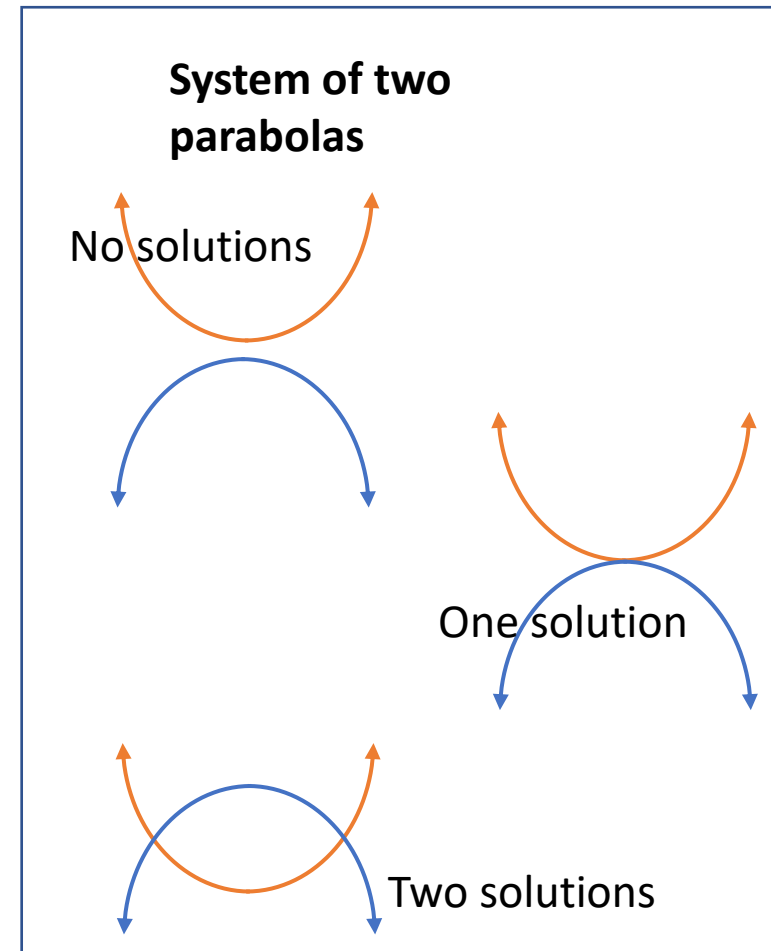 System of two
parabolas
No solutions
One solution
Two solutions